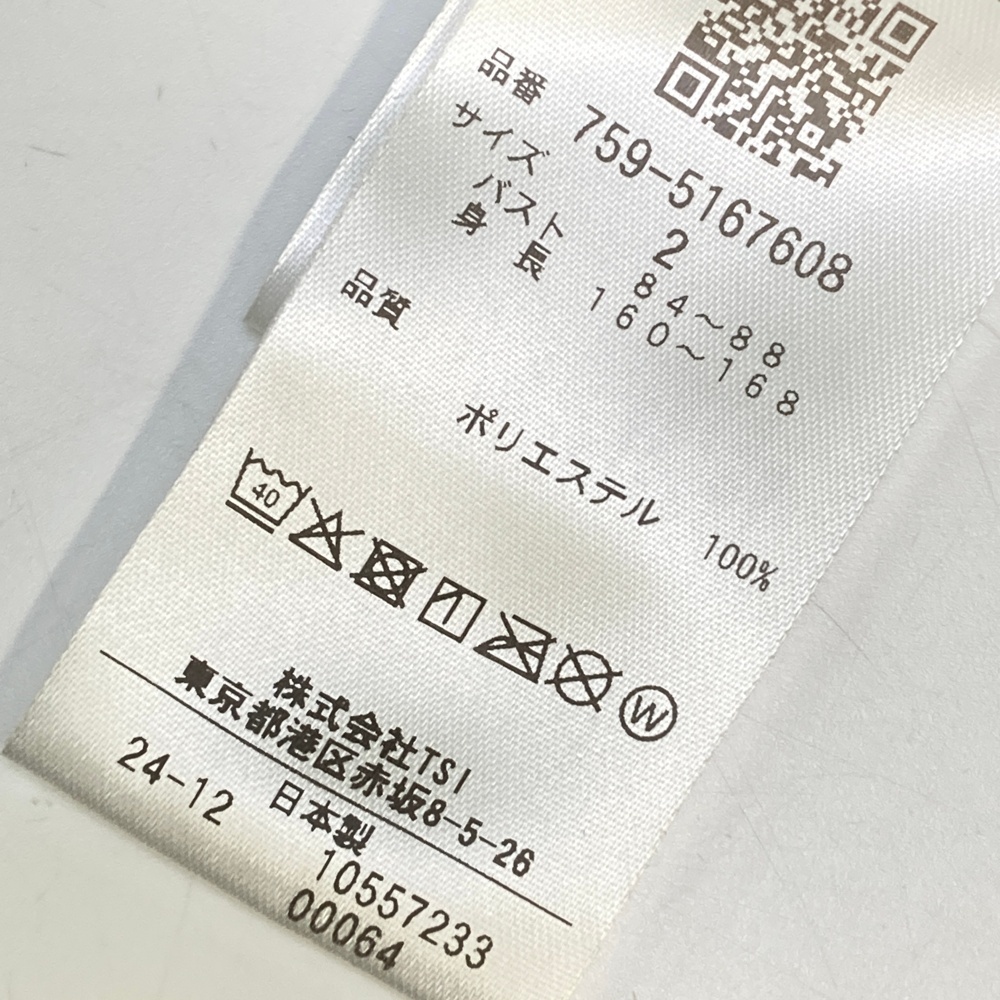 品番 759-5167608
サイズ 2
バスト 84～88
身長 160～168
品質
ポリエステル 100%
40
W
株式会社TSI
東京都港区赤坂8-5-26
24-12 日本製
10557233
00064